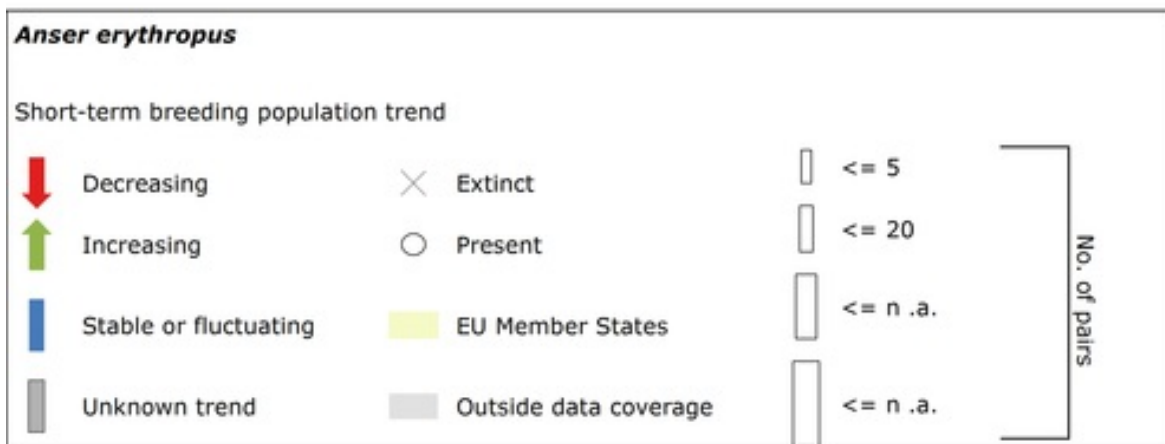 Anser erythropus
Short-term breeding population trend
Decreasing
Extinct
<= 5
Increasing
Present
<= 20
Stable or fluctuating
EU Member States
<= n .a.
Unknown trend
Outside data coverage
<= n .a.
No. of pairs